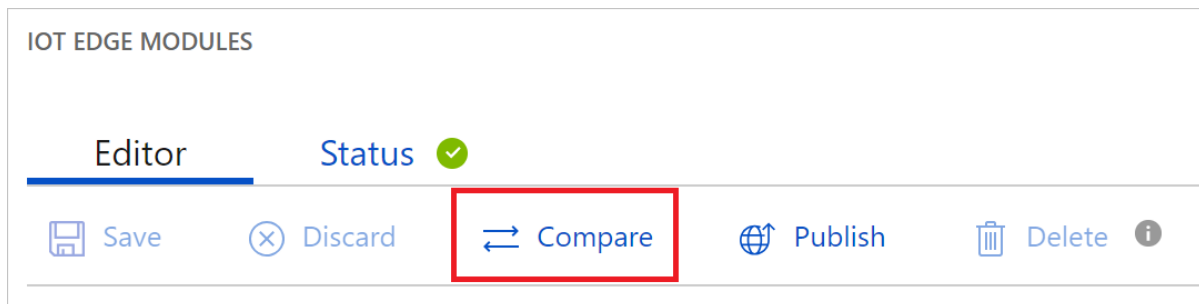 IOT EDGE MODULES
Editor Status
Save Discard Compare Publish Delete